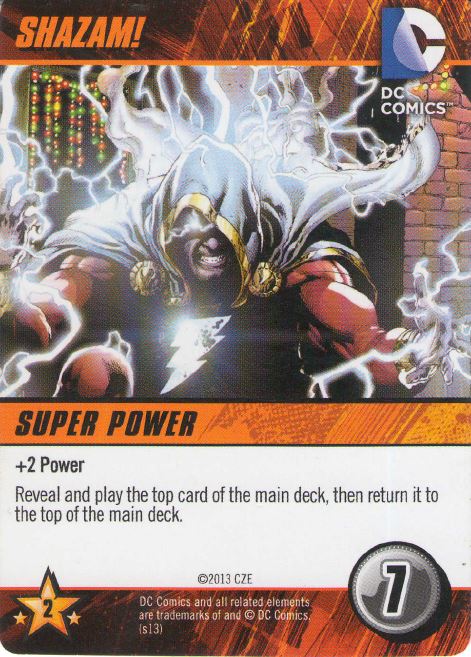 SHAZAM!
DC
DC
COMICS™
SUPER POWER
+2 Power
Reveal and play the top card of the main deck, then return it to
the top of the main deck.
©2013 CZE
2
DC Comics and all related elements
are trademarks of and © DC Comics.
(s13)
7